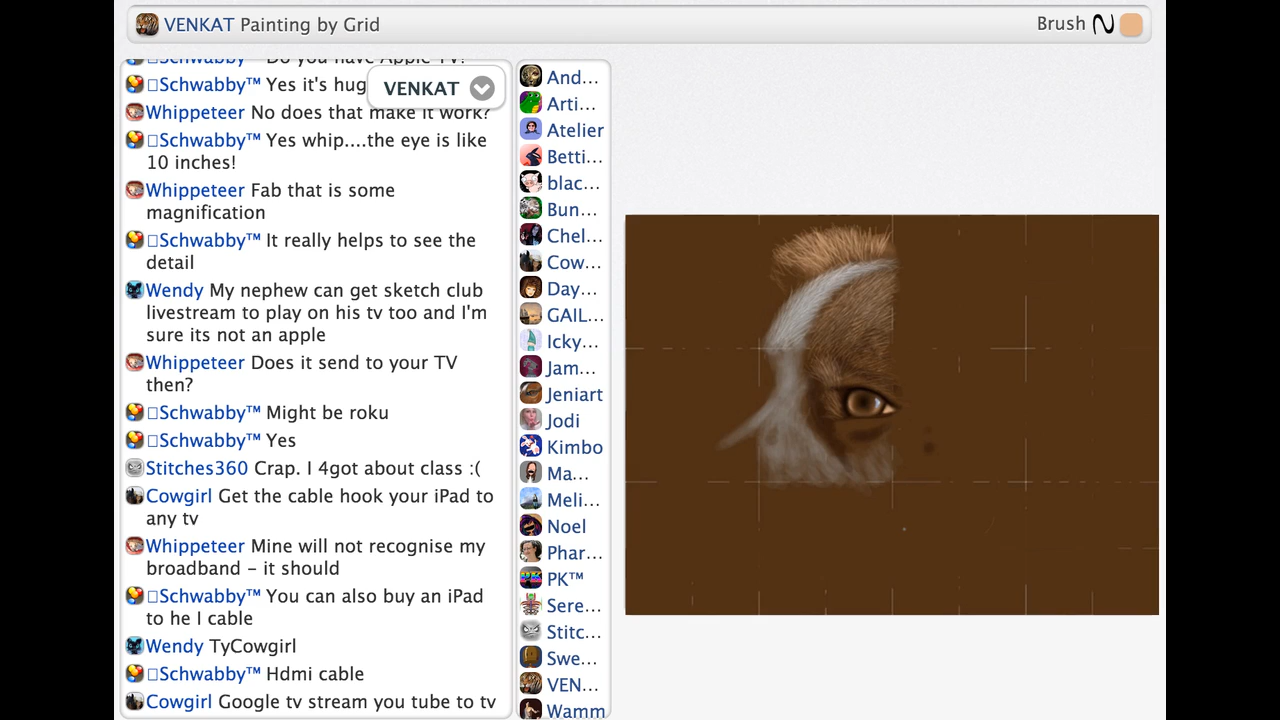 VENKAT Painting by Grid
Brush
Schwabby™ Do you have Apple TV?
Schwabby™ Yes it's hug
VENKAT
Whippeteer No does that make it work?
Schwabby™ Yes whip....the eye is like
10 inches!
Whippeteer Fab that is some
magnification
Schwabby™ It really helps to see the
detail
Wendy My nephew can get sketch club
livestream to play on his tv too and I'm
sure its not an apple
Whippeteer Does it send to your TV
then?
Schwabby™ Might be roku
Schwabby™ Yes
Stitches360 Crap. I 4got about class :(
Cowgirl Get the cable hook your iPad to
any tv
Whippeteer Mine will not recognise my
broadband – it should
Schwabby™ You can also buy an iPad
to he I cable
Wendy TyCowgirl
Schwabby™ Hdmi cable
Cowgirl Google tv stream you tube to tv
And...
Arti...
Atelier
Betti...
blac...
Bun...
Chel...
Cow...
Day...
GAIL...
Icky...
Jam...
Jeniart
Jodi
Kimbo
Ma...
Meli...
Noel
Phar...
PK™
Sere...
Stitc...
Swe...
VEN...
Wamm